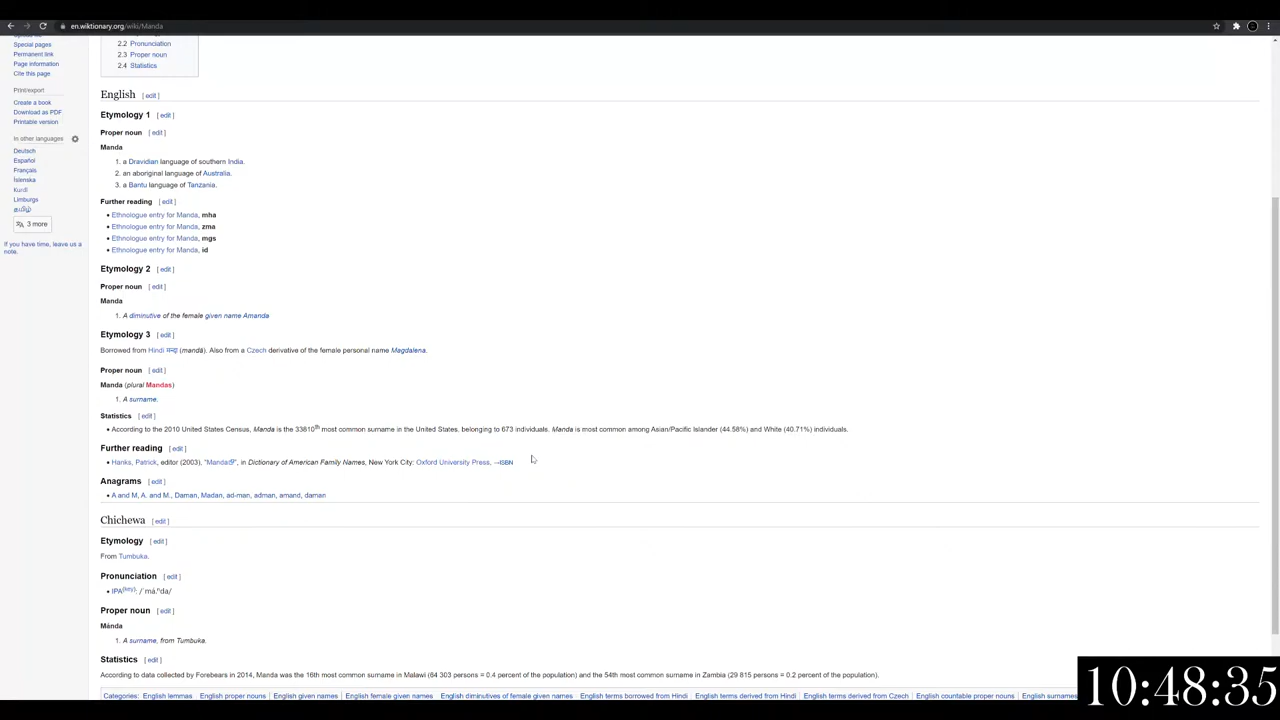 en.wiktionary.org/wiki/Manda
Special pages
Permanent link
Page information
Cite this page
Print/export
Create a book
Download as PDF
Printable version
In other languages
Deutsch
Español
Français
Íslenska
Kurdî
Limburgs
தமிழ்
3 more
If you have time, leave us a
note.
2.2 Pronunciation
2.3 Proper noun
2.4 Statistics
English [ edit ]
Etymology 1 [ edit ]
Proper noun [ edit ]
Manda
1. a Dravidian language of southern India.
2. an aboriginal language of Australia.
3. a Bantu language of Tanzania.
Further reading [ edit ]
• Ethnologue entry for Manda, mha
• Ethnologue entry for Manda, zma
• Ethnologue entry for Manda, mgs
• Ethnologue entry for Manda, id
Etymology 2 [ edit ]
Proper noun [ edit ]
Manda
1. A diminutive of the female given name Amanda
Etymology 3 [ edit ]
Borrowed from Hindi (mandā). Also from a Czech derivative of the female personal name Magdalena.
Proper noun [ edit ]
Manda (plural Mandas)
1. A surname.
Statistics [ edit ]
• According to the 2010 United States Census, Manda is the 33810th most common surname in the United States, belonging to 673 individuals. Manda is most common among Asian/Pacific Islander (44.58%) and White (40.71%) individuals.
Further reading [ edit ]
• Hanks, Patrick, editor (2003), "Manda", in Dictionary of American Family Names, New York City: Oxford University Press, →ISBN
Anagrams [ edit ]
• A and M, A. and M., Daman, Madan, ad-man, adman, amand, daman
Chichewa [ edit ]
Etymology [ edit ]
From Tumbuka.
Pronunciation [ edit ]
• IPA(key): /ˈmá.ⁿda/
Proper noun [ edit ]
Mánda
1. A surname, from Tumbuka.
Statistics [ edit ]
According to data collected by Forebears in 2014, Manda was the 16th most common surname in Malawi (64 303 persons = 0.4 percent of the population) and the 54th most common surname in Zambia (29 815 persons = 0.2 percent of the population).
Categories: English lemmas English proper nouns English given names English female given names English diminutives of female given names English terms borrowed from Hindi English terms derived from Hindi English terms derived from Czech English countable proper nouns English surnames
10:48:35